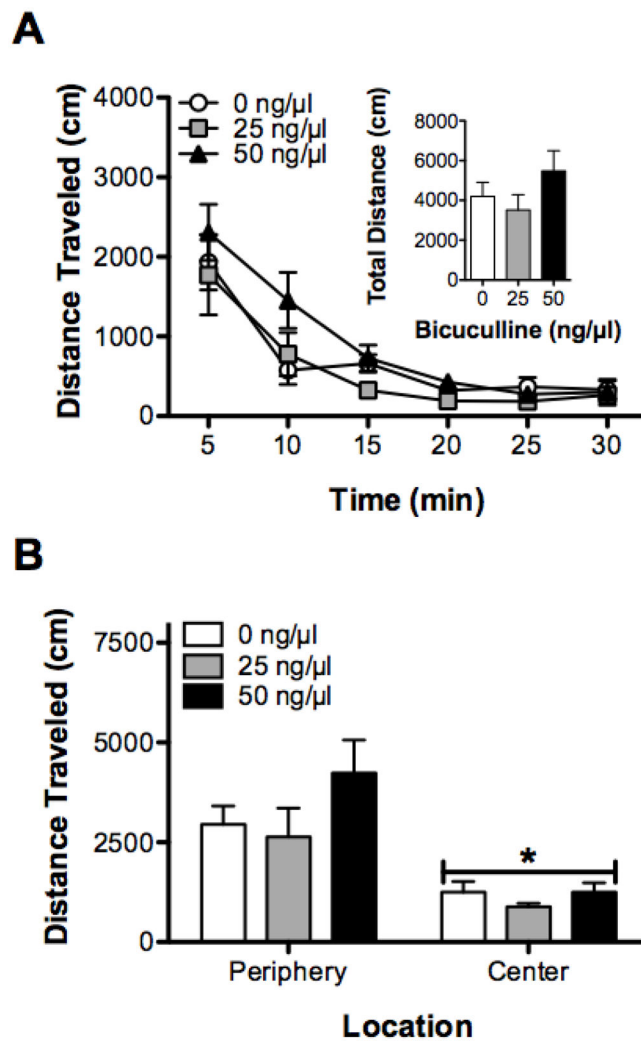 A
Distance Traveled (cm)
4000
3000
2000
1000
0
0 ng/µl
25 ng/µl
50 ng/µl
Total Distance (cm)
8000
6000
4000
2000
0
0 25 50
Bicuculline (ng/µl)
5 10 15 20 25 30
Time (min)
B
Distance Traveled (cm)
7500
5000
2500
0
0 ng/µl
25 ng/µl
50 ng/µl
*
Periphery Center
Location